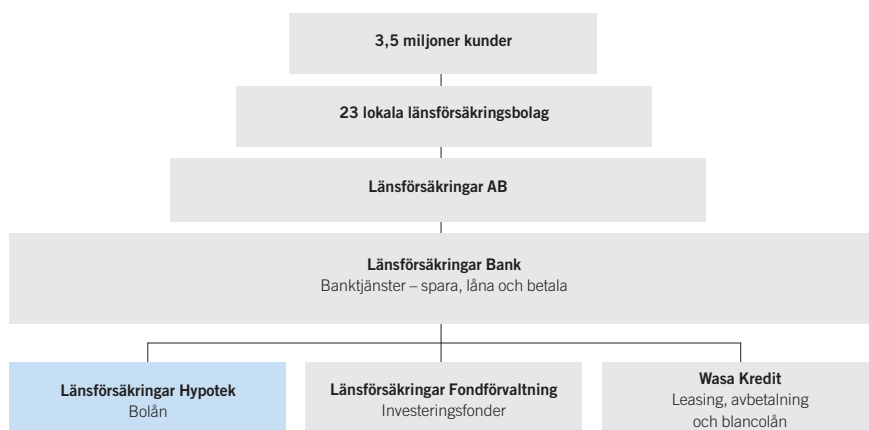 3,5 miljoner kunder
23 lokala länsförsäkringsbolag
Länsförsäkringar AB
Länsförsäkringar Bank
Banktjänster – spara, låna och betala
Länsförsäkringar Hypotek
Bolån
Länsförsäkringar Fondförvaltning
Investeringsfonder
Wasa Kredit
Leasing, avbetalning
och blancolån